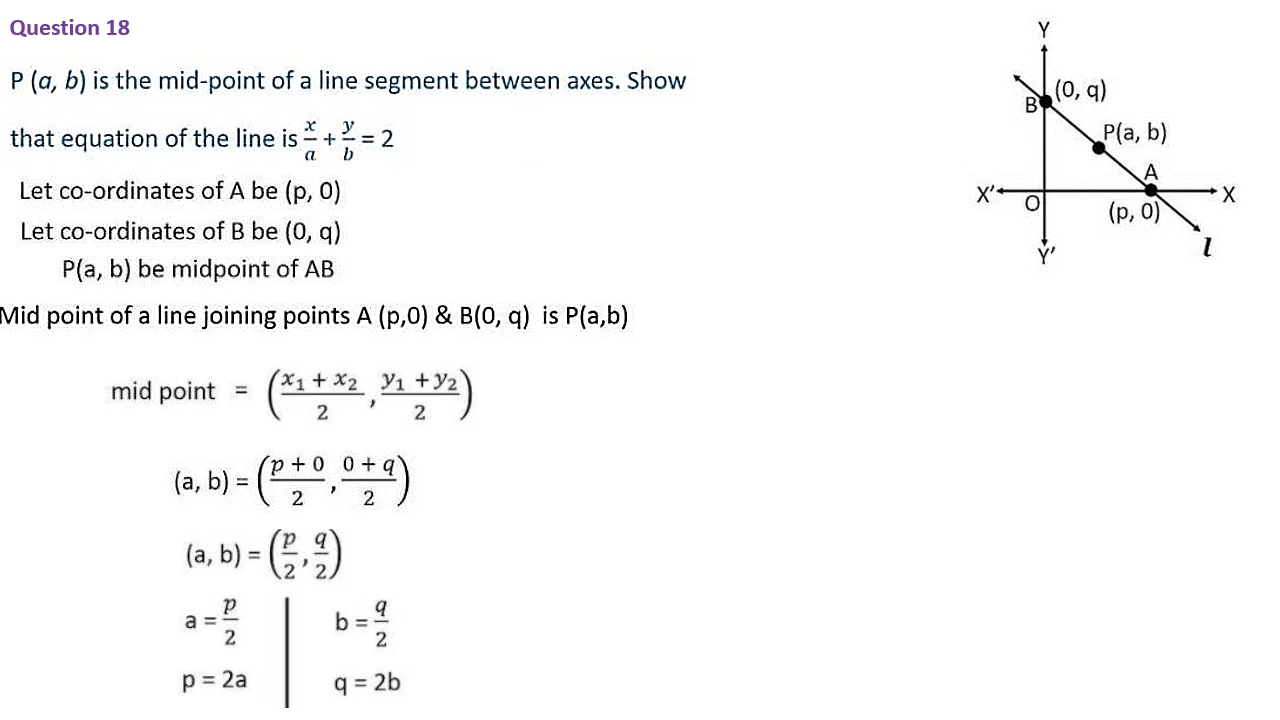 Question 18
P (a, b) is the mid-point of a line segment between axes. Show
that equation of the line is x/a + y/b = 2
Let co-ordinates of A be (p, 0)
Let co-ordinates of B be (0, q)
P(a, b) be midpoint of AB
Mid point of a line joining points A (p,0) & B(0, q) is P(a,b)
mid point = ((x₁ + x₂)/2 , (y₁ + y₂)/2)
(a, b) = ((p + 0)/2 , (0 + q)/2)
(a, b) = (p/2 , q/2)
a = p/2 | b = q/2
p = 2a | q = 2b
Y
B (0, q)
P(a, b)
A
X′ O X
(p, 0)
Y′
l